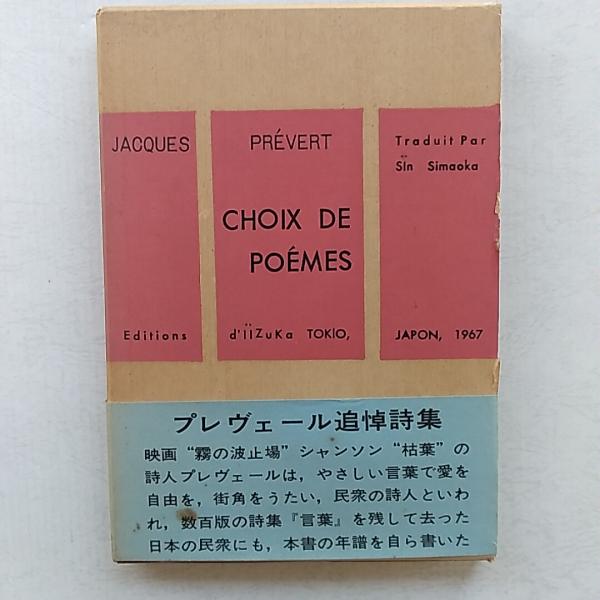 JACQUES PRÉVERT Traduit Par
Sïn Simaoka
CHOIX DE
POÉMES
Editions d'IIZuKa TOKIO, JAPON, 1967
プレヴェール追悼詩集
映画“霧の波止場”シャンソン“枯葉”の
詩人プレヴェールは，やさしい言葉で愛を
自由を，街角をうたい，民衆の詩人といわ
れ，数百版の詩集『言葉』を残して去った
日本の民衆にも，本書の年譜を自ら書いた